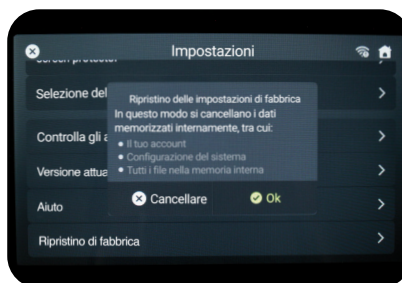 Impostazioni
Screen protector
Selezione del
Ripristino delle impostazioni di fabbrica
In questo modo si cancellano i dati
memorizzati internamente, tra cui:
Controlla gli a
• Il tuo account
• Configurazione del sistema
Versione attua
• Tutti i file nella memoria interna
Cancellare
Ok
Aiuto
Ripristino di fabbrica